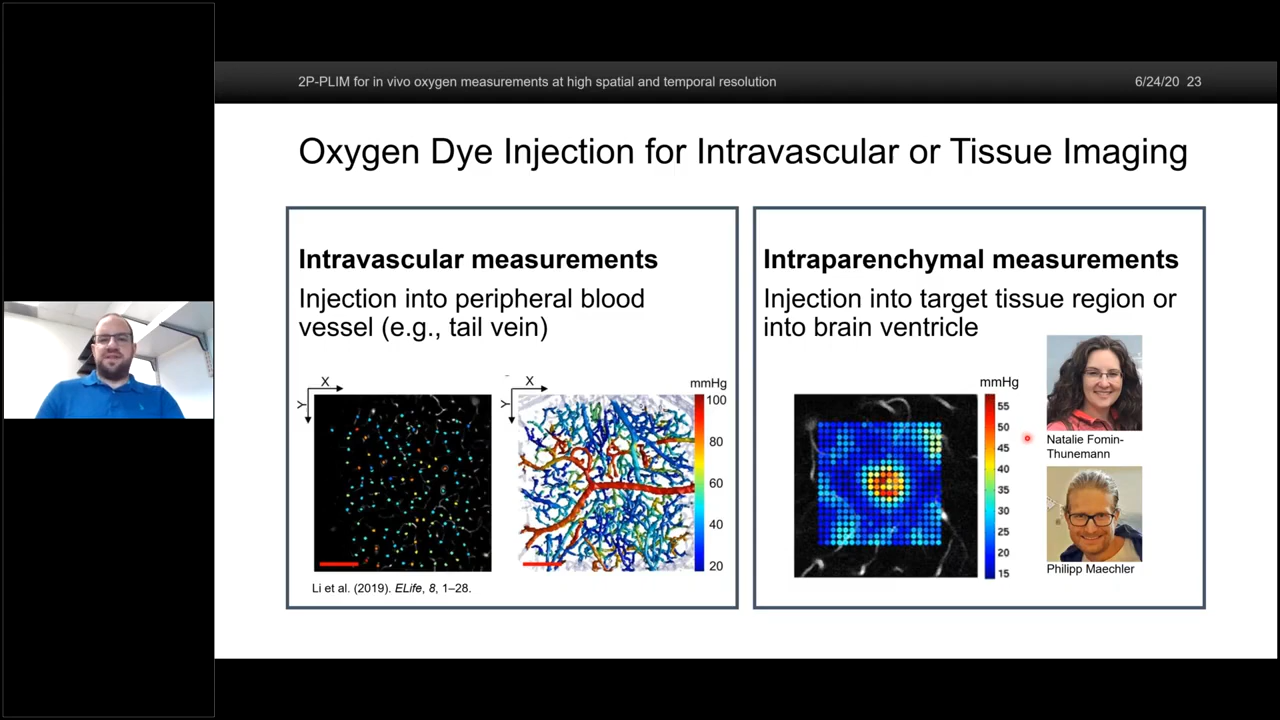 2P-PLIM for in vivo oxygen measurements at high spatial and temporal resolution
6/24/20 23
Oxygen Dye Injection for Intravascular or Tissue Imaging
Intravascular measurements
Injection into peripheral blood
vessel (e.g., tail vein)
X
Y
X
Y
mmHg
100
80
60
40
20
Li et al. (2019). ELife, 8, 1–28.
Intraparenchymal measurements
Injection into target tissue region or
into brain ventricle
mmHg
55
50
45
40
35
30
25
20
15
Natalie Fomin-
Thunemann
Philipp Maechler